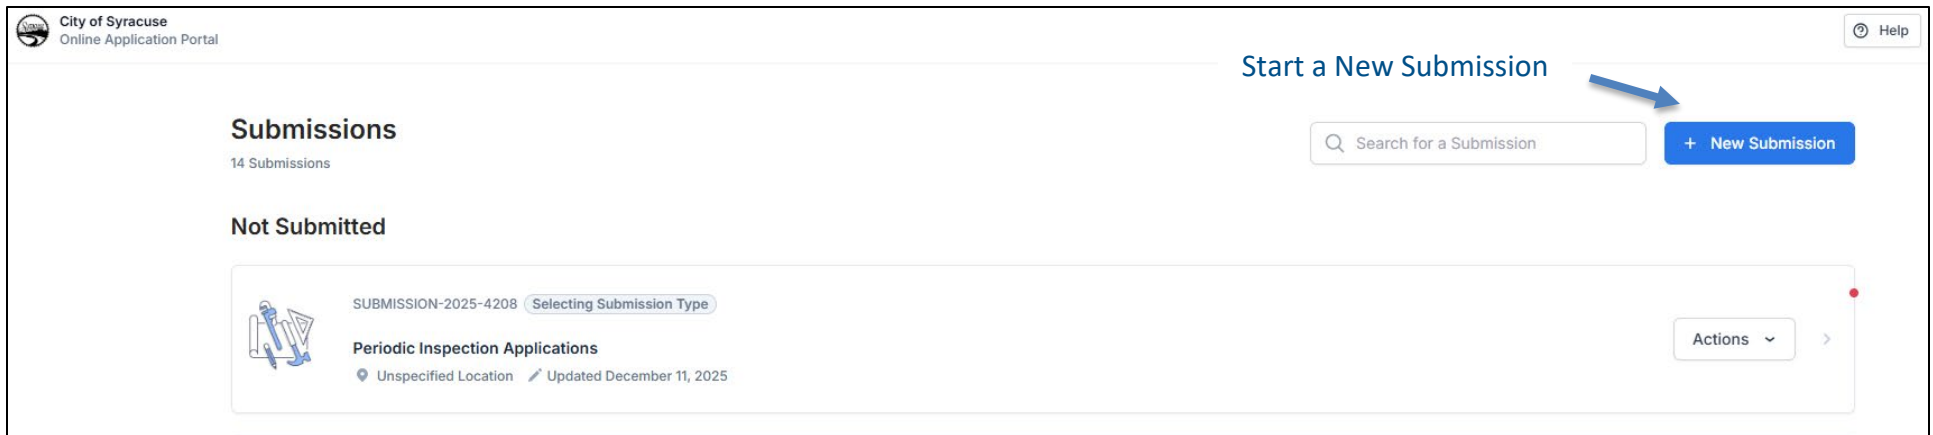 City of Syracuse
Online Application Portal
Help
Start a New Submission
Submissions
14 Submissions
Search for a Submission
+ New Submission
Not Submitted
SUBMISSION-2025-4208 Selecting Submission Type
Periodic Inspection Applications
Unspecified Location Updated December 11, 2025
Actions